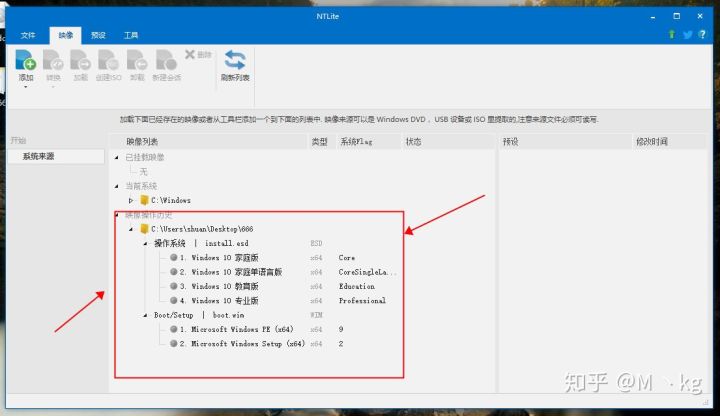 NTLite
文件 映像 预设 工具
添加 转换 加载 创建ISO 卸载 新建会话 删除 刷新列表
加载下面已经存在的映像或者从工具栏添加一个到下面的列表中. 映像来源可以是 Windows DVD , USB 设备或 ISO 里提取的,注意来源文件必须可读写.
开始
系统来源
映像列表 类型 系统Flag 状态 预设 修改时间
已挂载映像
无
当前系统
C:\Windows
映像操作历史
C:\Users\shuan\Desktop\666
操作系统 | install.esd ESD
1. Windows 10 家庭版 x64 Core
2. Windows 10 家庭单语言版 x64 CoreSingleLa...
3. Windows 10 教育版 x64 Education
4. Windows 10 专业版 x64 Professional
Boot/Setup | boot.wim WIM
1. Microsoft Windows PE (x64) x64 9
2. Microsoft Windows Setup (x64) x64 2
知乎 @M丶kg